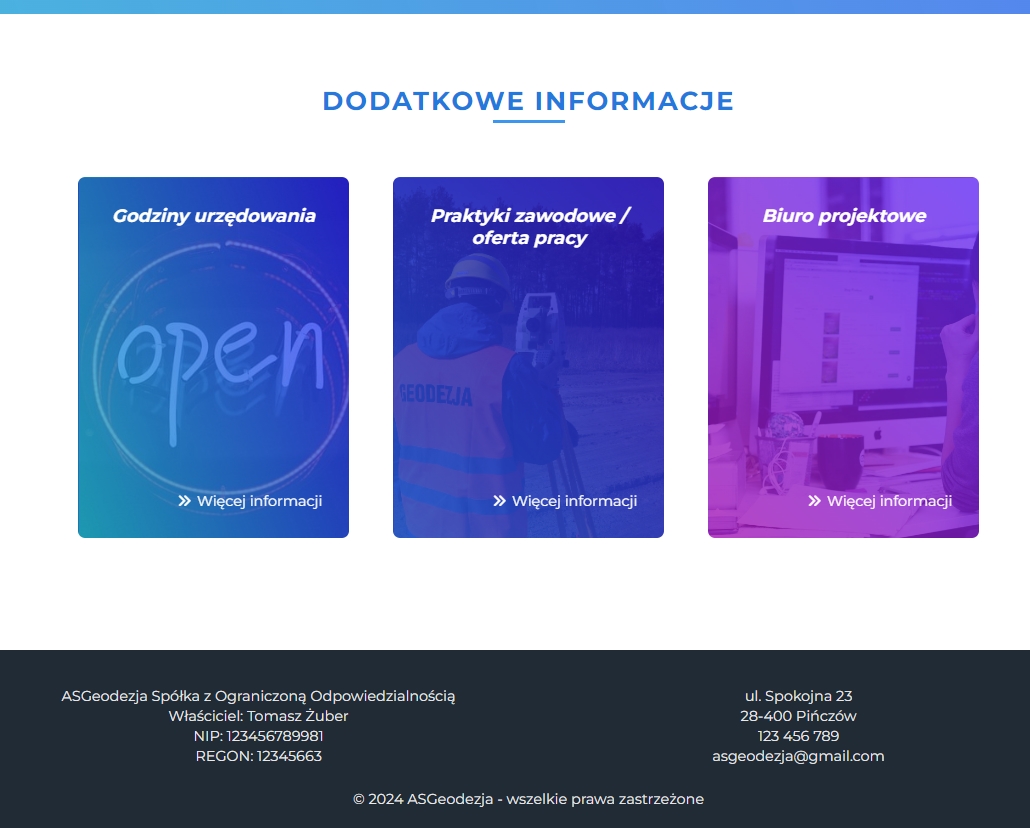 DODATKOWE INFORMACJE
Godziny urzędowania
open
Więcej informacji
Praktyki zawodowe /
oferta pracy
GEODEZJA
Więcej informacji
Biuro projektowe
Więcej informacji
ASGeodezja Spółka z Ograniczoną Odpowiedzialnością
Właściciel: Tomasz Żuber
NIP: 123456789981
REGON: 12345663
ul. Spokojna 23
28-400 Pińczów
123 456 789
asgeodezja@gmail.com
© 2024 ASGeodezja - wszelkie prawa zastrzeżone